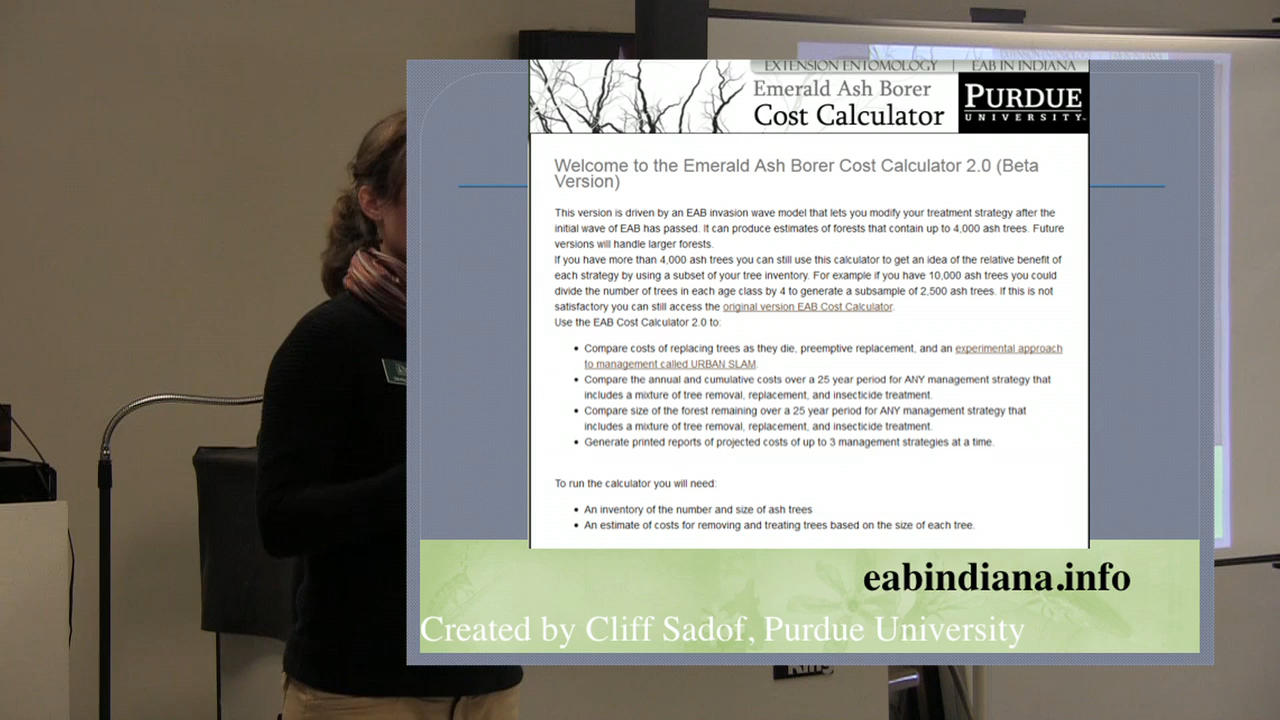 EXTENSION ENTOMOLOGY | EAB IN INDIANA
Emerald Ash Borer
Cost Calculator
PURDUE
UNIVERSITY
Welcome to the Emerald Ash Borer Cost Calculator 2.0 (Beta
Version)
This version is driven by an EAB invasion wave model that lets you modify your treatment strategy after the
initial wave of EAB has passed. It can produce estimates of forests that contain up to 4,000 ash trees. Future
versions will handle larger forests.
If you have more than 4,000 ash trees you can still use this calculator to get an idea of the relative benefit of
each strategy by using a subset of your tree inventory. For example if you have 10,000 ash trees you could
divide the number of trees in each age class by 4 to generate a subsample of 2,500 ash trees. If this is not
satisfactory you can still access the original version EAB Cost Calculator.
Use the EAB Cost Calculator 2.0 to:
• Compare costs of replacing trees as they die, preemptive replacement, and an experimental approach
to management called URBAN SLAM.
• Compare the annual and cumulative costs over a 25 year period for ANY management strategy that
includes a mixture of tree removal, replacement, and insecticide treatment.
• Compare size of the forest remaining over a 25 year period for ANY management strategy that
includes a mixture of tree removal, replacement, and insecticide treatment.
• Generate printed reports of projected costs of up to 3 management strategies at a time.
To run the calculator you will need:
• An inventory of the number and size of ash trees
• An estimate of costs for removing and treating trees based on the size of each tree.
eabindiana.info
Created by Cliff Sadof, Purdue University